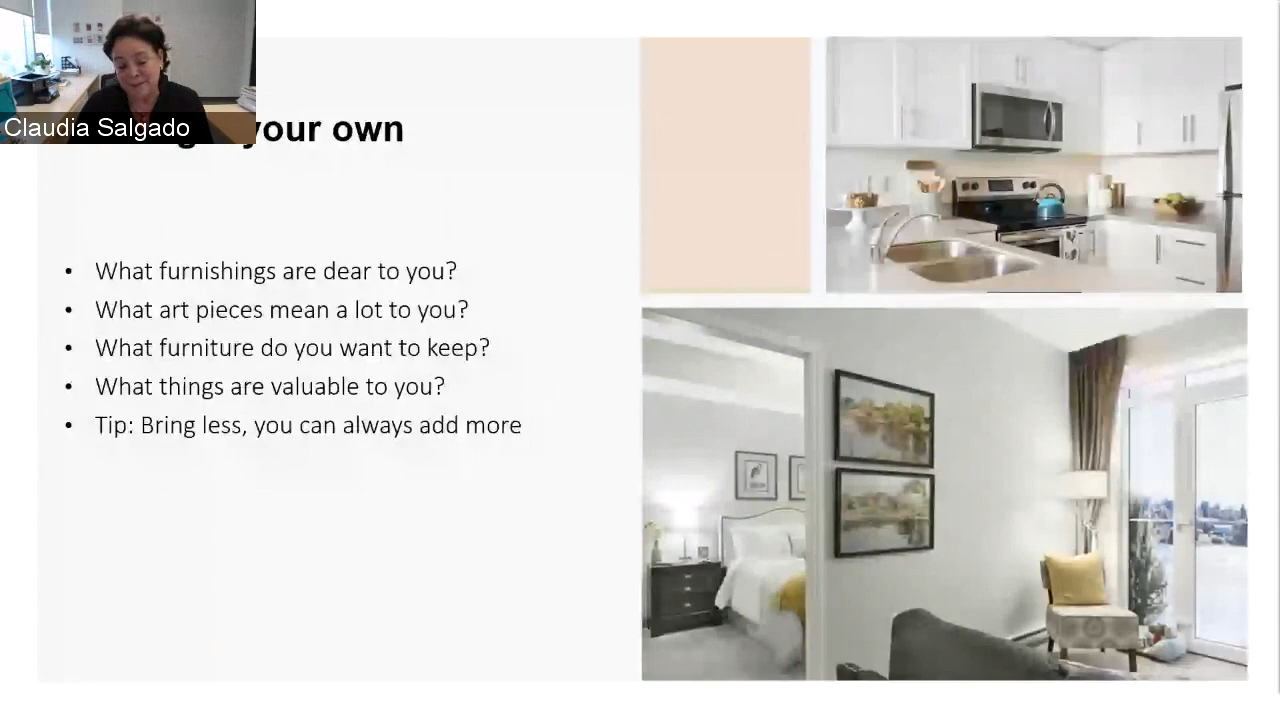 Claudia Salgado
your own
• What furnishings are dear to you?
• What art pieces mean a lot to you?
• What furniture do you want to keep?
• What things are valuable to you?
• Tip: Bring less, you can always add more